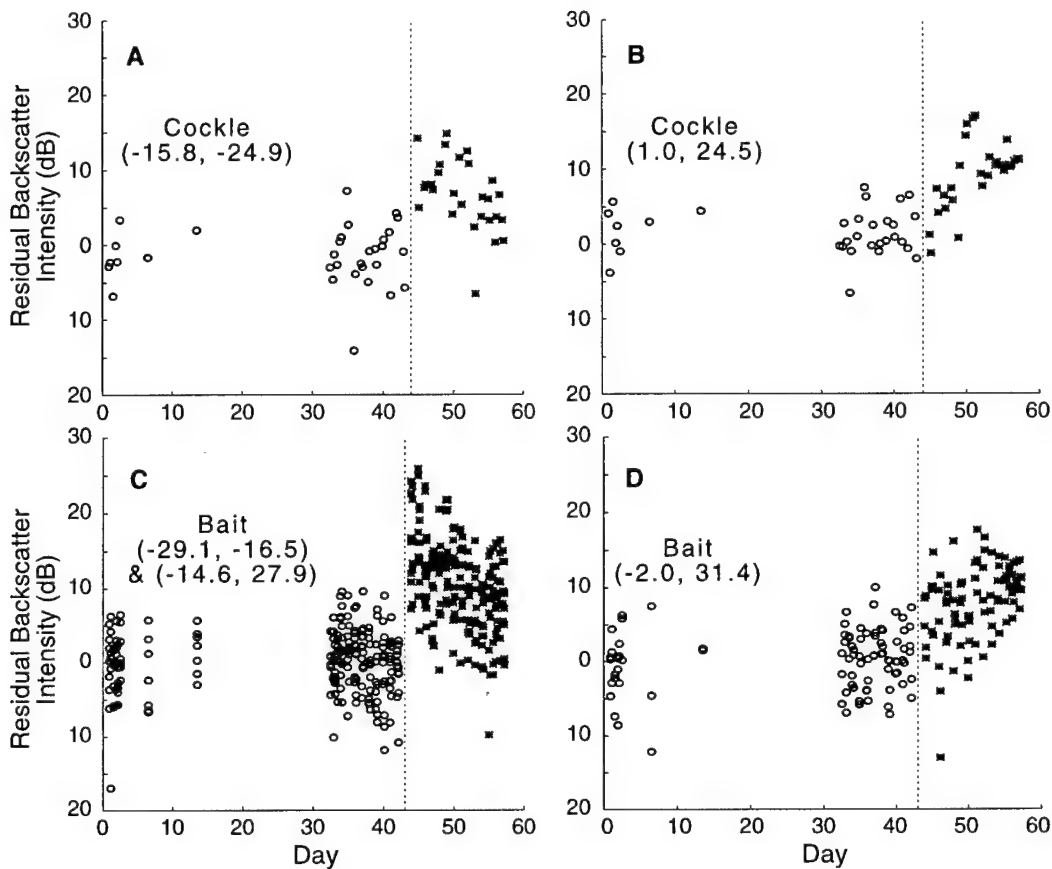 30
20
10
0
10
20
0 10 20 30 40 50 60
A
Cockle
(-15.8, -24.9)
Residual Backscatter
Intensity (dB)
30
20
10
0
10
20
0 10 20 30 40 50 60
B
Cockle
(1.0, 24.5)
30
20
10
0
10
20
0 10 20 30 40 50 60
C
Bait
(-29.1, -16.5)
& (-14.6, 27.9)
Residual Backscatter
Intensity (dB)
Day
30
20
10
0
10
20
0 10 20 30 40 50 60
D
Bait
(-2.0, 31.4)
Day